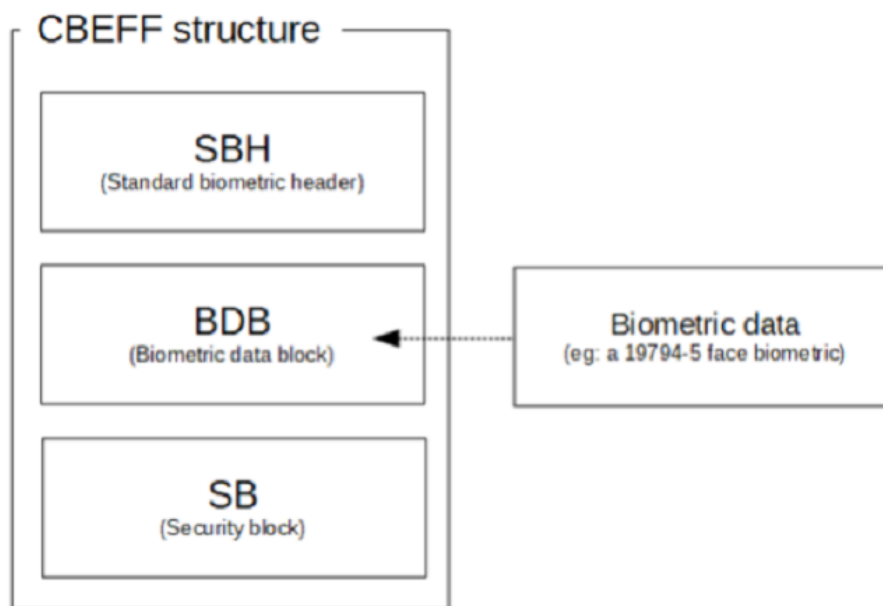 CBEFF structure
SBH
(Standard biometric header)
BDB
(Biometric data block)
Biometric data
(eg: a 19794-5 face biometric)
SB
(Security block)